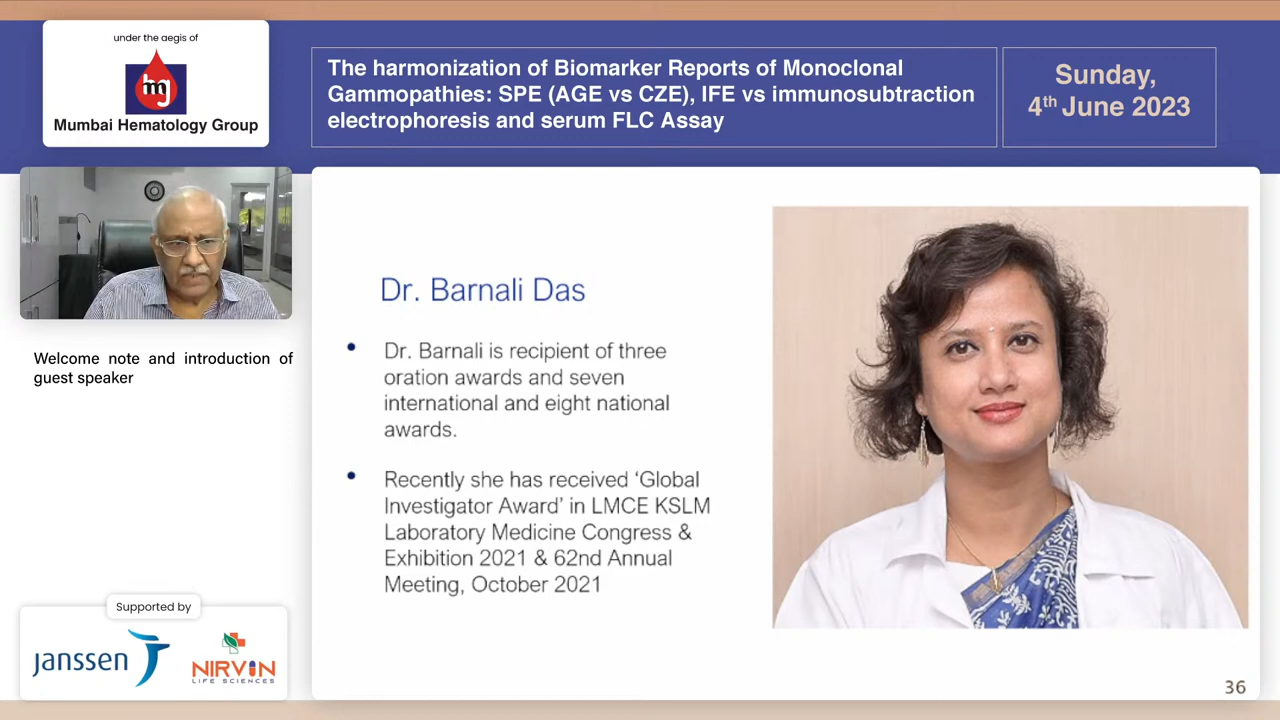 under the aegis of
mg
Mumbai Hematology Group
The harmonization of Biomarker Reports of Monoclonal
Gammopathies: SPE (AGE vs CZE), IFE vs immunosubtraction
electrophoresis and serum FLC Assay
Sunday,
4th June 2023
Welcome note and introduction of
guest speaker
Dr. Barnali Das
• Dr. Barnali is recipient of three
oration awards and seven
international and eight national
awards.
• Recently she has received ‘Global
Investigator Award’ in LMCE KSLM
Laboratory Medicine Congress &
Exhibition 2021 & 62nd Annual
Meeting, October 2021
Supported by
janssen
NIRVIN
LIFE SCIENCES
36